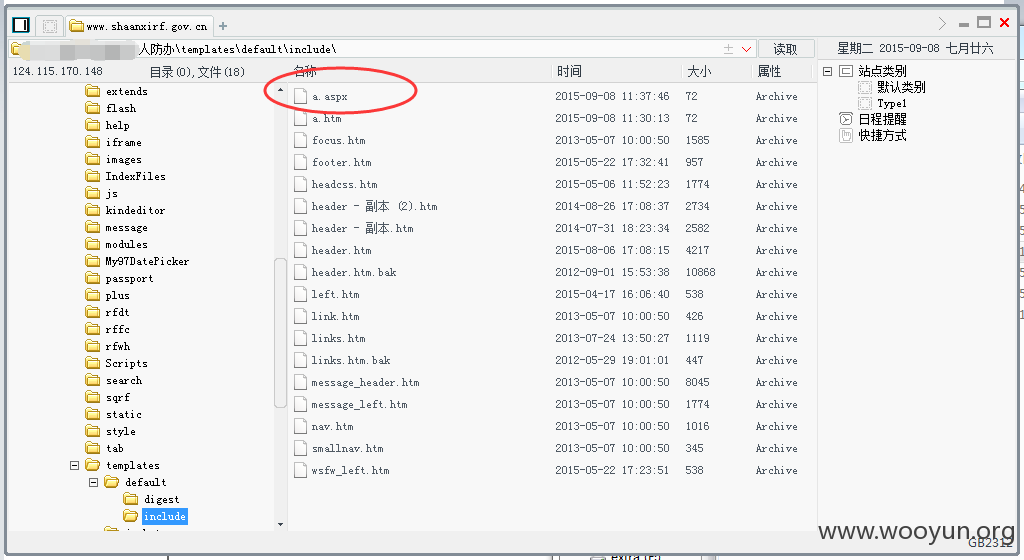 www.shaanxirf.gov.cn
人防办\templates\default\include\
读取
星期二 2015-09-08 七月廿六
124.115.170.148
目录(0),文件(18)
名称 时间 大小 属性
extends
flash
help
iframe
images
IndexFiles
js
kindeditor
message
modules
My97DatePicker
passport
plus
rfdt
rffc
rfwh
Scripts
search
sqrf
static
style
tab
templates
default
digest
include
a.aspx 2015-09-08 11:37:46 72 Archive
a.htm 2015-09-08 11:30:13 72 Archive
focus.htm 2013-05-07 10:00:50 1585 Archive
footer.htm 2015-05-22 17:32:41 957 Archive
headcss.htm 2015-05-06 11:52:23 1774 Archive
header - 副本 (2).htm 2014-08-26 17:08:37 2734 Archive
header - 副本.htm 2014-07-31 18:23:34 2582 Archive
header.htm 2015-08-06 17:08:15 4217 Archive
header.htm.bak 2012-09-01 15:53:38 10868 Archive
left.htm 2015-04-17 16:06:40 538 Archive
link.htm 2013-05-07 10:00:50 426 Archive
links.htm 2013-07-24 13:50:27 1119 Archive
links.htm.bak 2012-05-29 19:01:01 447 Archive
message_header.htm 2013-05-07 10:00:50 8045 Archive
message_left.htm 2013-05-07 10:00:50 1774 Archive
nav.htm 2013-05-07 10:00:50 1016 Archive
smallnav.htm 2013-05-07 10:00:50 345 Archive
wsfw_left.htm 2015-05-22 17:23:51 538 Archive
站点类别
默认类别
Type1
日程提醒
快捷方式
www.wooyun.org
GB2312